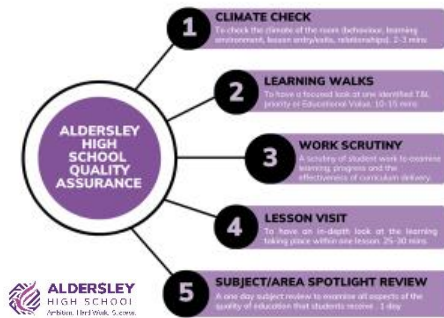 1
CLIMATE CHECK
To check the climate of the room (behaviour, learning
environment, lesson entry/exits, relationships). 2-3 mins
2
LEARNING WALKS
To have a focused look at one identified T&L
priority or Educational Value. 10-15 mins
ALDERSLEY
HIGH
SCHOOL
QUALITY
ASSURANCE
3
WORK SCRUTINY
A scrutiny of student work to examine
learning, progress and the
effectiveness of curriculum delivery.
4
LESSON VISIT
To have an in-depth look at the learning
taking place within one lesson. 25-30 mins
5
SUBJECT/AREA SPOTLIGHT REVIEW
A one day subject review to examine all aspects of the
quality of education that students receive . 1 day
ALDERSLEY
HIGH SCHOOL
Ambition. Hard Work. Success.